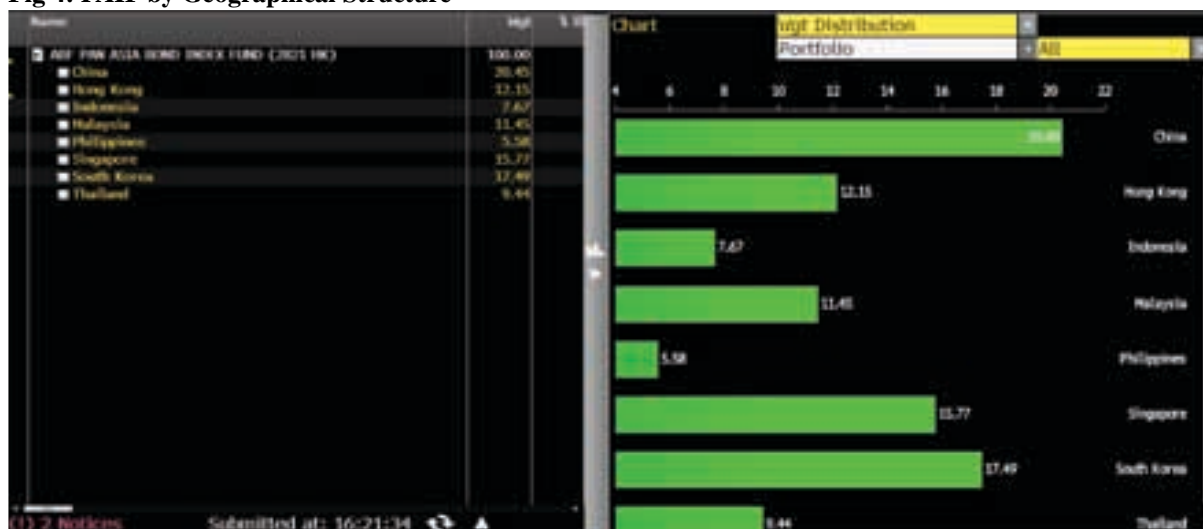 Fig 4: PAIF by Geographical Structure
Name Wgt
ABF PAN ASIA BOND INDEX FUND (2821 HK) 100.00
China 20.45
Hong Kong 12.15
Indonesia 7.67
Malaysia 11.45
Philippines 5.58
Singapore 15.77
South Korea 17.49
Thailand 9.44
(!) 2 Notices Submitted at: 16:21:34
Chart Wgt Distribution
Portfolio All
4 6 8 10 12 14 16 18 20 22
China
12.15 Hong Kong
7.67 Indonesia
11.45 Malaysia
5.58 Philippines
15.77 Singapore
17.49 South Korea
9.44 Thailand